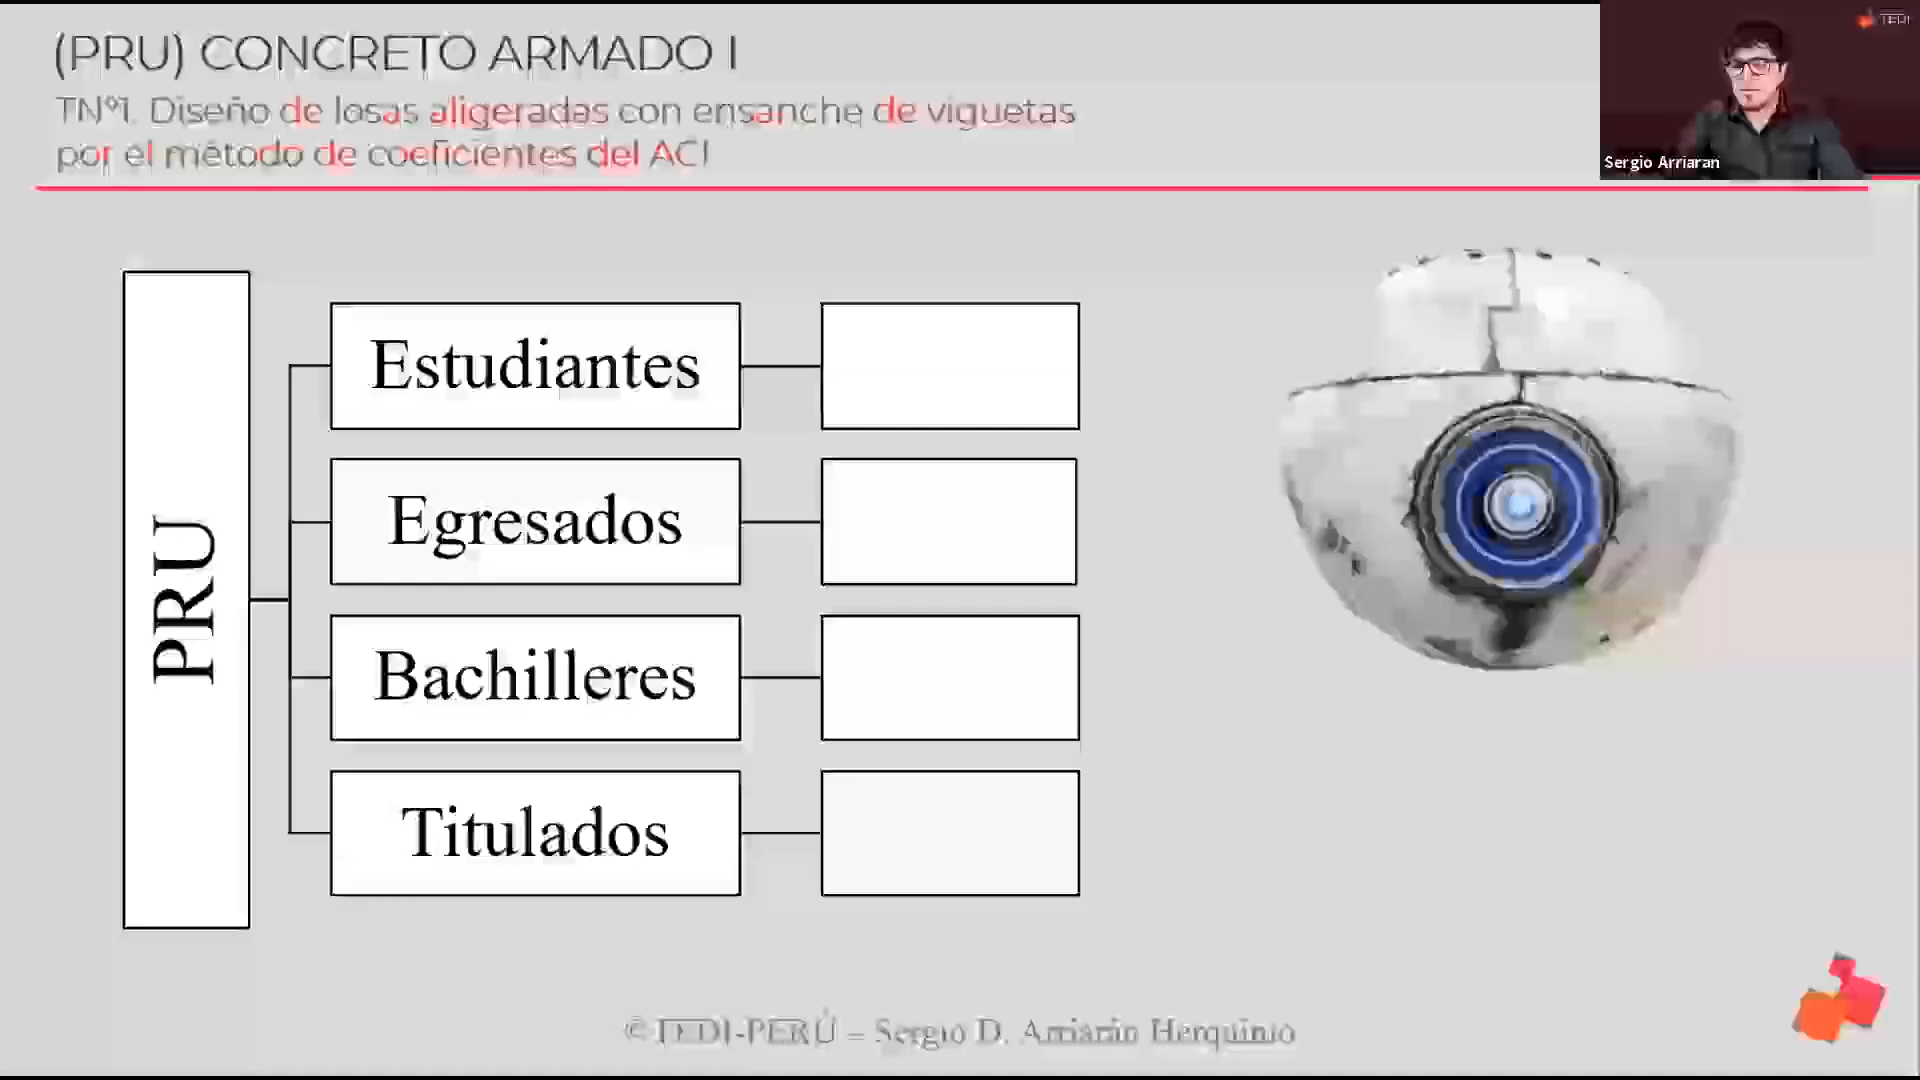 (PRU) CONCRETO ARMADO I
TN°1. Diseño de losas aligeradas con ensanche de viguetas
por el método de coeficientes del ACI
TEDI
Sergio Arriaran
PRU
Estudiantes
Egresados
Bachilleres
Titulados
© TEDI-PERÚ – Sergio D. Arriarán Herquinio